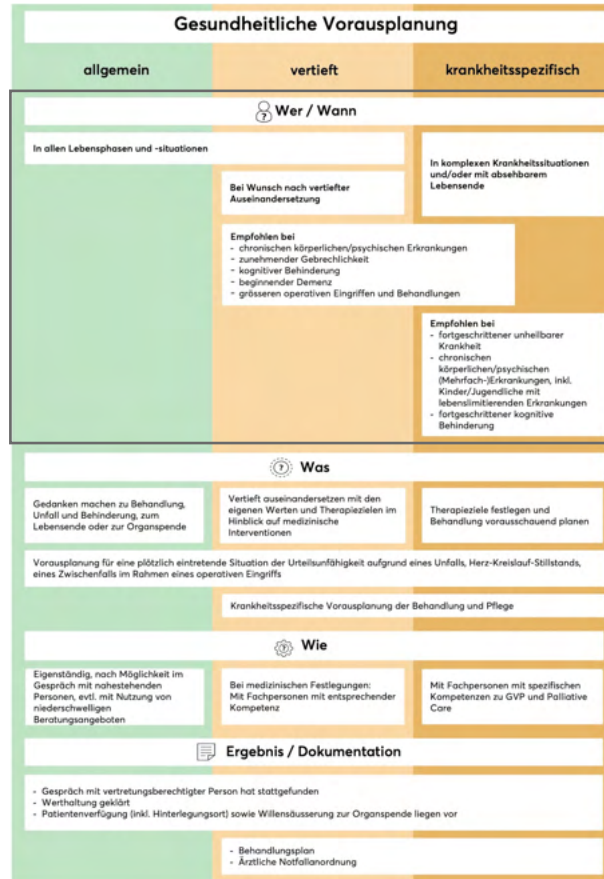 Gesundheitliche Vorausplanung
allgemein
vertieft
krankheitsspezifisch
Wer / Wann
In allen Lebensphasen und -situationen
In komplexen Krankheitssituationen
und/oder mit absehbarem
Lebensende
Bei Wunsch nach vertiefter
Auseinandersetzung
Empfohlen bei
- chronischen körperlichen/psychischen Erkrankungen
- zunehmender Gebrechlichkeit
- kognitiver Behinderung
- beginnender Demenz
- grösseren operativen Eingriffen und Behandlungen
Empfohlen bei
- fortgeschrittener unheilbarer
Krankheit
- chronischen
körperlichen/psychischen
(Mehrfach-)Erkrankungen, inkl.
Kinder/Jugendliche mit
lebenslimitierenden Erkrankungen
- fortgeschrittener kognitive
Behinderung
Was
Gedanken machen zu Behandlung,
Unfall und Behinderung, zum
Lebensende oder zur Organspende
Vertieft auseinandersetzen mit den
eigenen Werten und Therapiezielen im
Hinblick auf medizinische
Interventionen
Therapieziele festlegen und
Behandlung vorausschauend planen
Vorausplanung für eine plötzlich eintretende Situation der Urteilsunfähigkeit aufgrund eines Unfalls, Herz-Kreislauf-Stillstands,
eines Zwischenfalls im Rahmen eines operativen Eingriffs
Krankheitsspezifische Vorausplanung der Behandlung und Pflege
Wie
Eigenständig, nach Möglichkeit im
Gespräch mit nahestehenden
Personen, evtl. mit Nutzung von
niederschwelligen
Beratungsangeboten
Bei medizinischen Festlegungen:
Mit Fachpersonen mit entsprechender
Kompetenz
Mit Fachpersonen mit spezifischen
Kompetenzen zu GVP und Palliative
Care
Ergebnis / Dokumentation
- Gespräch mit vertretungsberechtigter Person hat stattgefunden
- Werthaltung geklärt
- Patientenverfügung (inkl. Hinterlegungsort) sowie Willensäusserung zur Organspende liegen vor
- Behandlungsplan
- Ärztliche Notfallanordnung